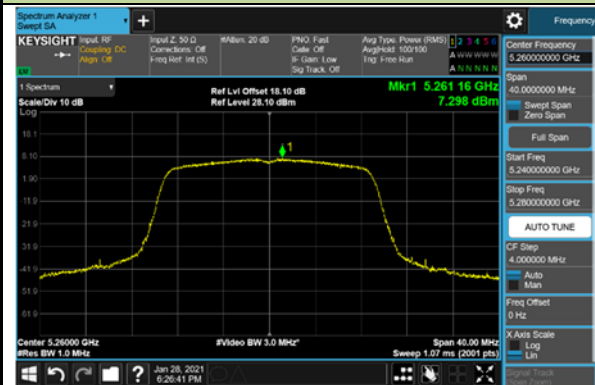 Spectrum Analyzer 1
Swept SA
+
Frequency
KEYSIGHT
Input: RF
Coupling: DC
Align: Off
Input Z: 50 Ω
Corrections: Off
Freq Ref: Int (S)
#Atten: 20 dB
PNO: Fast
Gate: Off
IF Gain: Low
Sig Track: Off
Avg Type: Power (RMS)
Avg|Hold: 100/100
Trig: Free Run
1 2 3 4 5 6
A W W W W W
A N N N N N
1 Spectrum
Scale/Div 10 dB
Log
Ref Lvl Offset 18.10 dB
Ref Level 28.10 dBm
Mkr1 5.261 16 GHz
7.298 dBm
18.1
8.10
1
-1.90
-11.9
-21.9
-31.9
-41.9
-51.9
-61.9
Center 5.26000 GHz
#Res BW 1.0 MHz
#Video BW 3.0 MHz*
Span 40.00 MHz
Sweep 1.07 ms (2001 pts)
Center Frequency
5.260000000 GHz
Span
40.0000000 MHz
Swept Span
Zero Span
Full Span
Start Freq
5.240000000 GHz
Stop Freq
5.280000000 GHz
AUTO TUNE
CF Step
4.000000 MHz
Auto
Man
Freq Offset
0 Hz
X Axis Scale
Log
Lin
Signal Track
?
Jan 28, 2021
6:26:41 PM